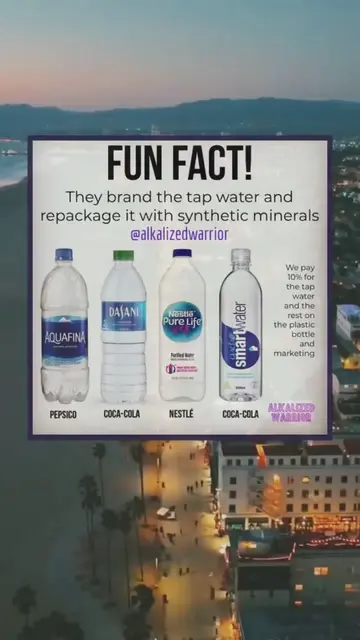 FUN FACT!
They brand the tap water and
repackage it with synthetic minerals
@alkalizedwarrior
We pay
10% for
the tap
water
and the
rest on
the plastic
bottle
and
marketing
AQUAFINA
DASANI
Nestlé
Pure Life
Purified Water
smartwater
PEPSICO
COCA-COLA
NESTLÉ
COCA-COLA
ALKALIZED
WARRIOR